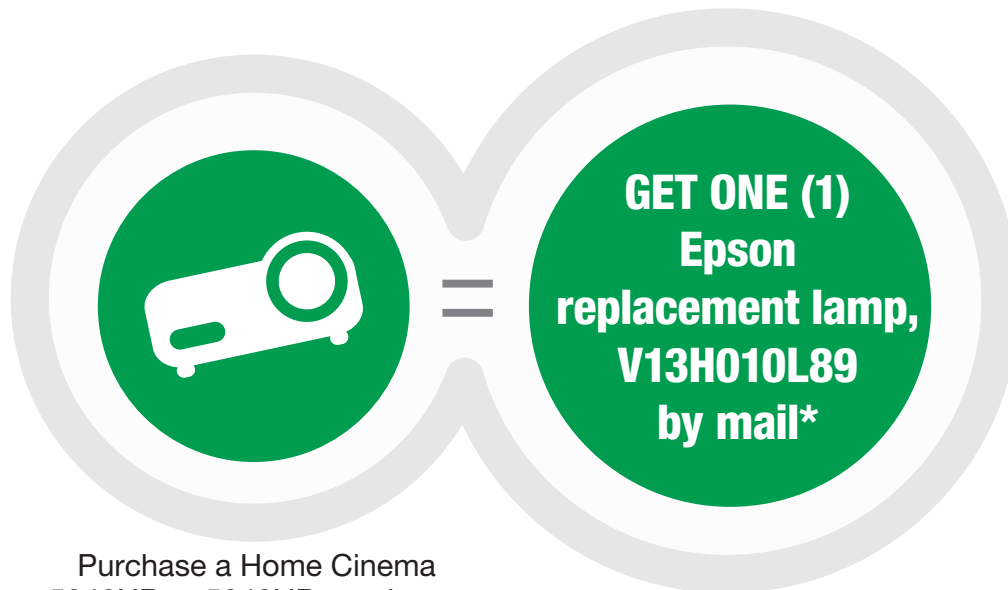 GET ONE (1)
Epson
replacement lamp,
V13H010L89
by mail*
=
Purchase a Home Cinema